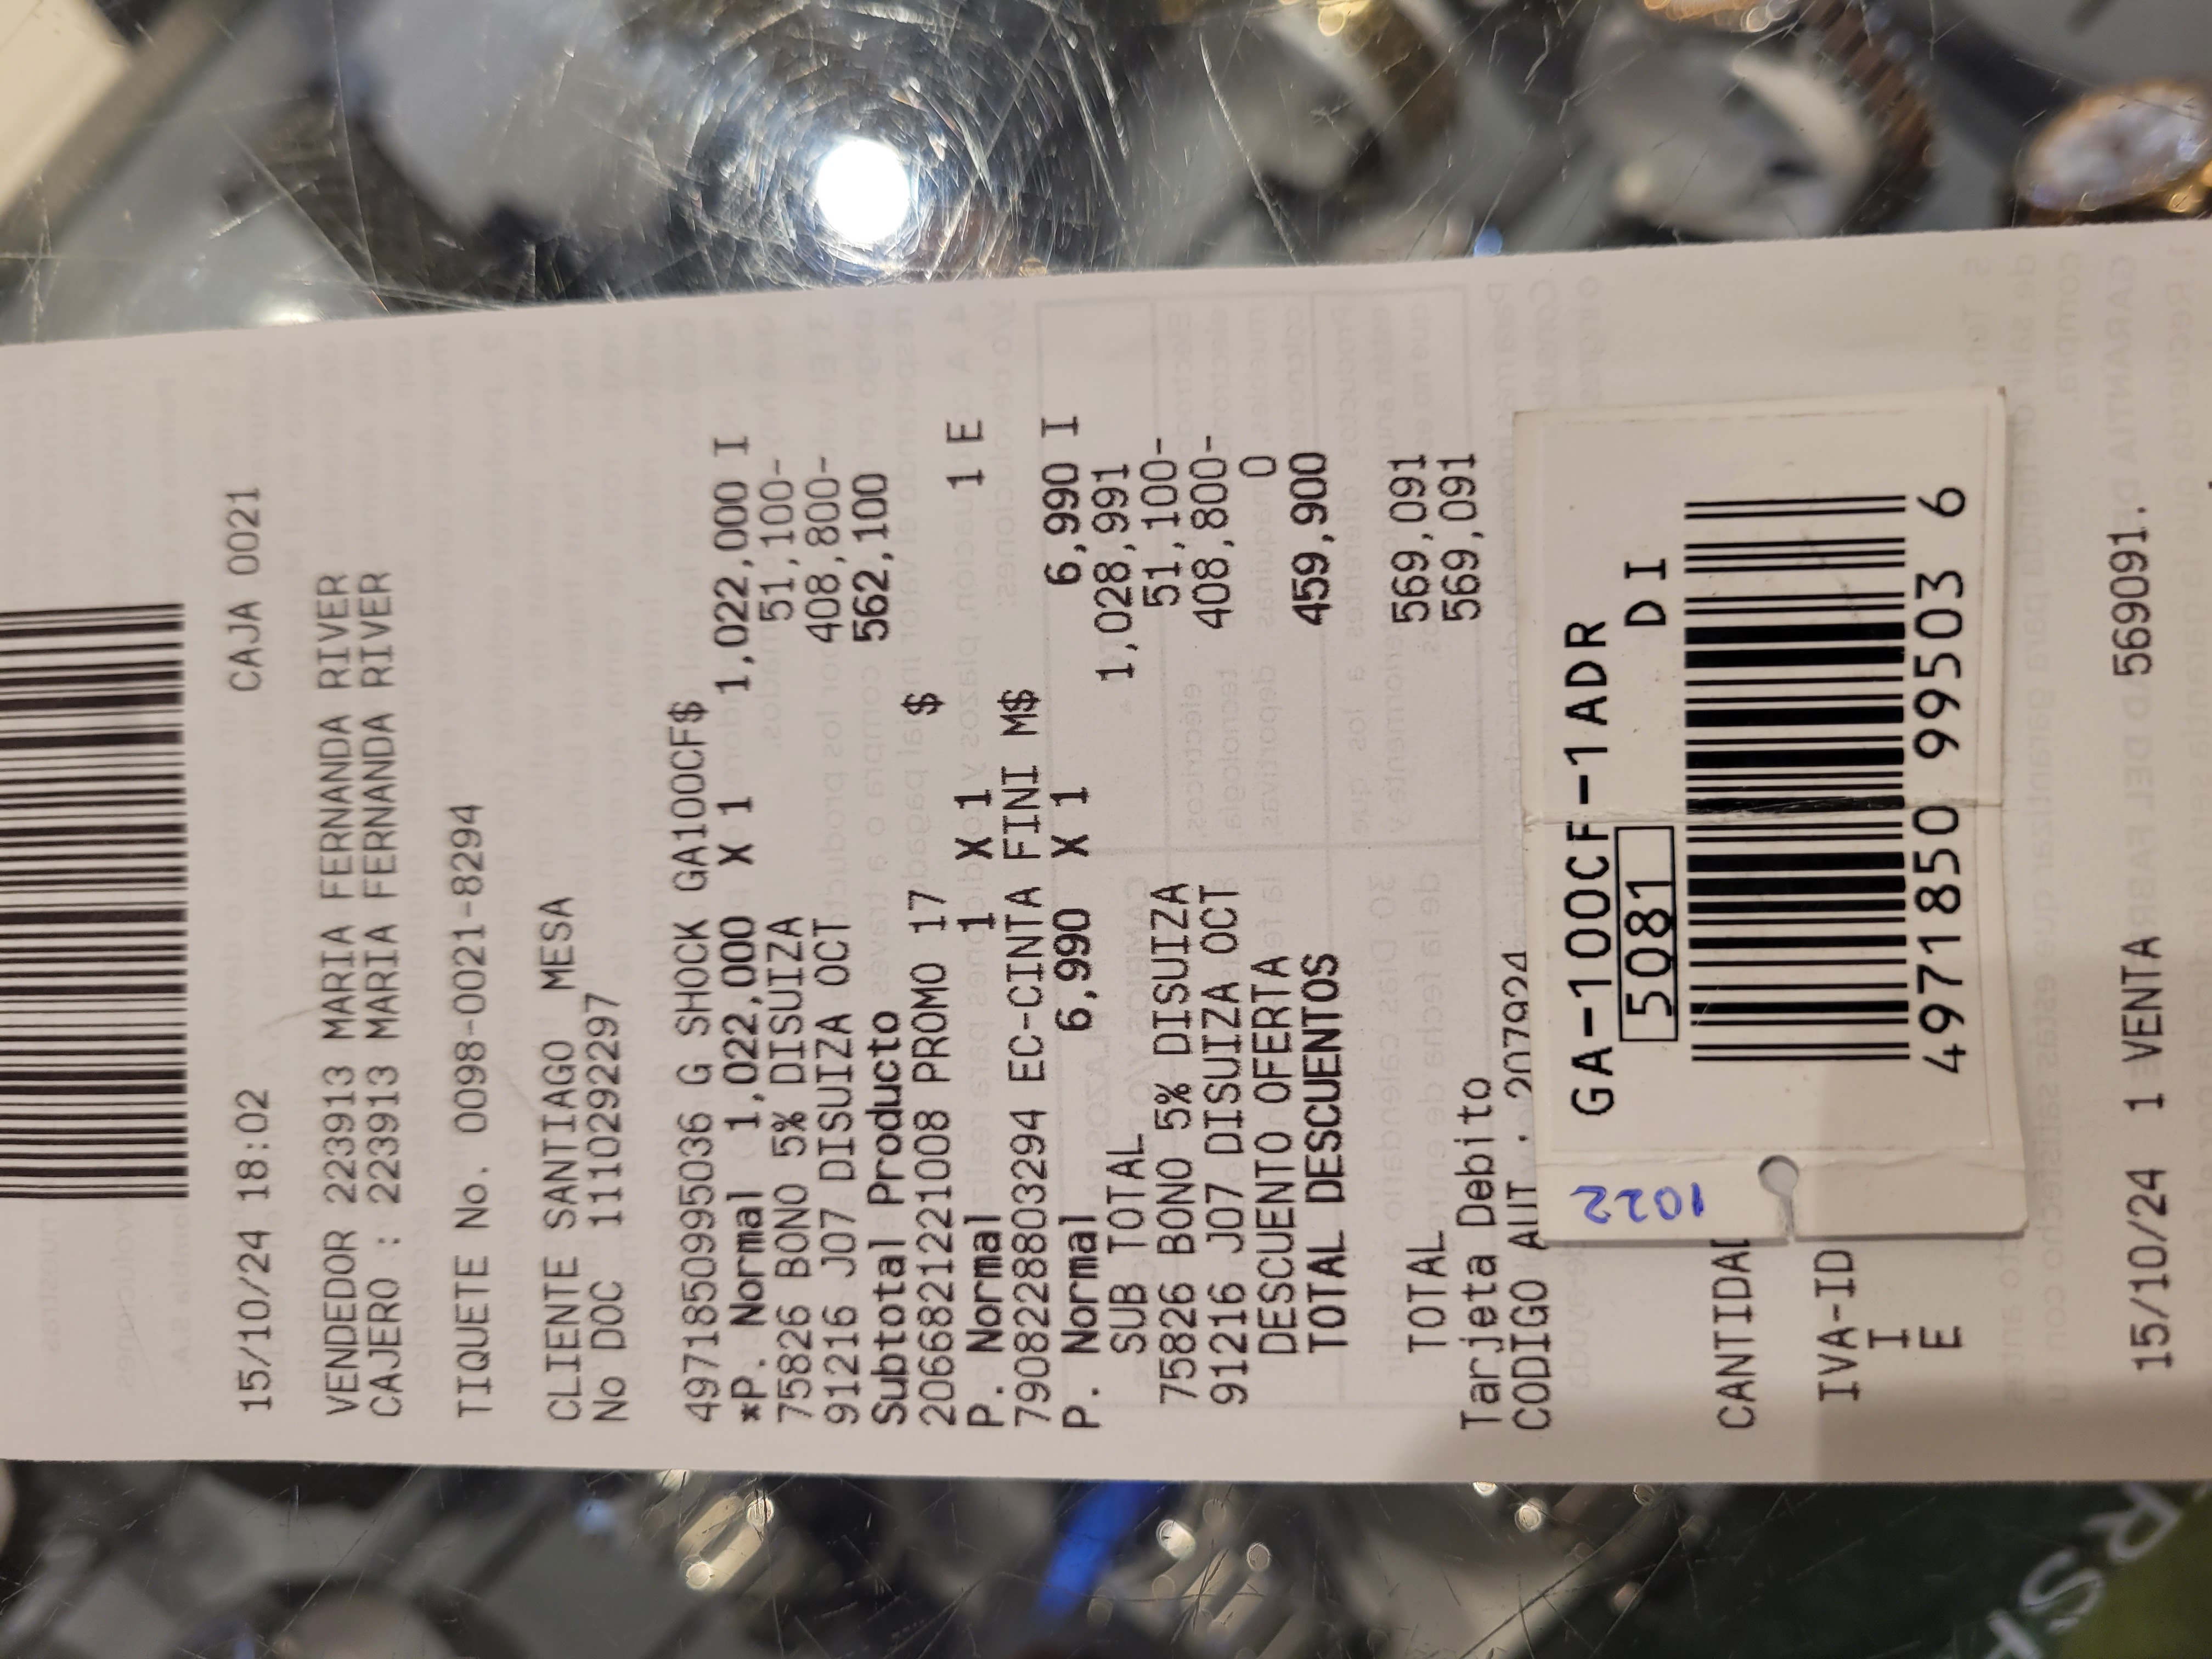 15/10/24 18:02 CAJA 0021
VENDEDOR 223913 MARIA FERNANDA RIVER
CAJERO : 223913 MARIA FERNANDA RIVER
TIQUETE No. 0098-0021-8294
CLIENTE SANTIAGO MESA
No DOC 1110292297
4971850995036 G SHOCK GA100CF$
*P. Normal 1,022,000 X 1 1,022,000 I
75826 BONO 5% DISUIZA 51,100-
91216 J07 DISUIZA OCT 408,800-
Subtotal Producto 562,100
2066821221008 PROMO 17 $
P. Normal 1 X 1 1 E
7908228803294 EC-CINTA FINI M$
P. Normal 6,990 X 1 6,990 I
SUB TOTAL 1,028,991
75826 BONO 5% DISUIZA 51,100-
91216 J07 DISUIZA OCT 408,800-
DESCUENTO OFERTA 0
TOTAL DESCUENTOS 459,900
TOTAL 569,091
Tarjeta Debito 569,091
CODIGO AUT : 207924
GA-100CF-1ADR
5081 D I
4971850 99503 6
1022
CANTIDAD
IVA-ID
I
E
15/10/24 1 VENTA 569091.